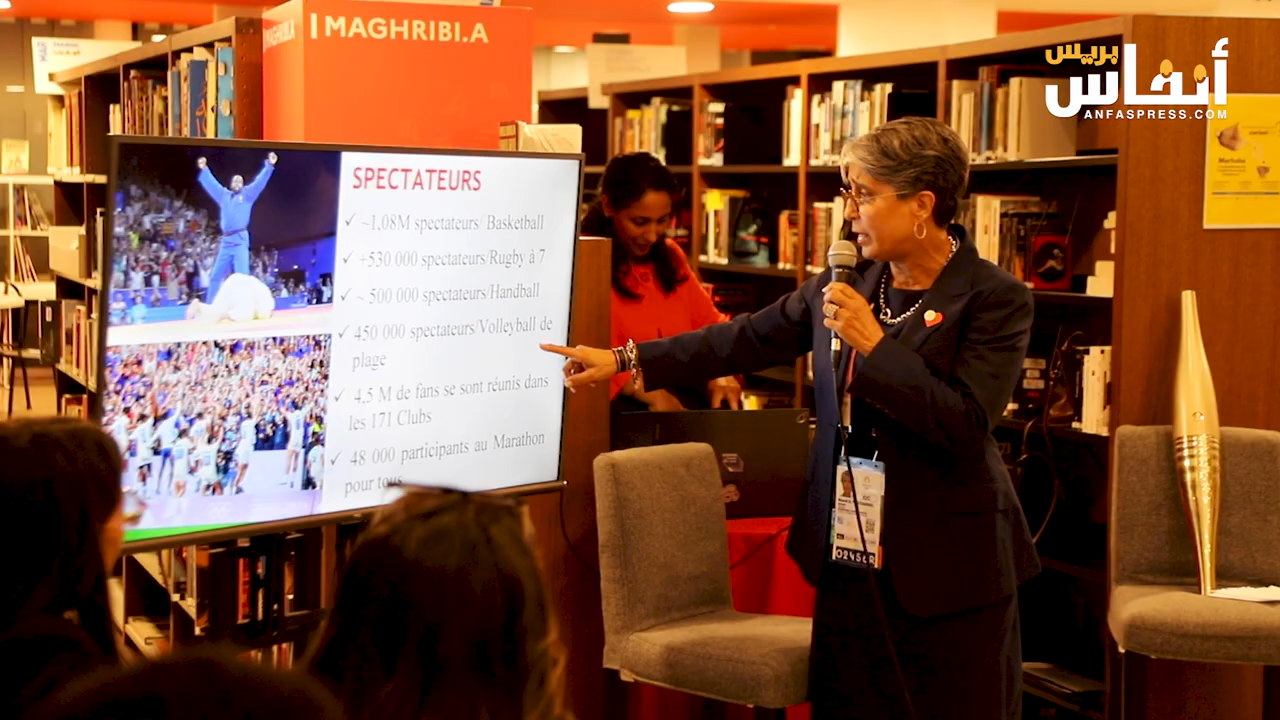 MAGHRIBI.A
أنفاس بريس
ANFASPRESS.COM
SPECTATEURS
✓ ~1,08M spectateurs/ Basketball
✓ +530 000 spectateurs/Rugby à 7
✓ ~ 500 000 spectateurs/Handball
✓ 450 000 spectateurs/Volleyball de
plage
✓ 4,5 M de fans se sont réunis dans
les 171 Clubs
✓ 48 000 participants au Marathon
pour tous